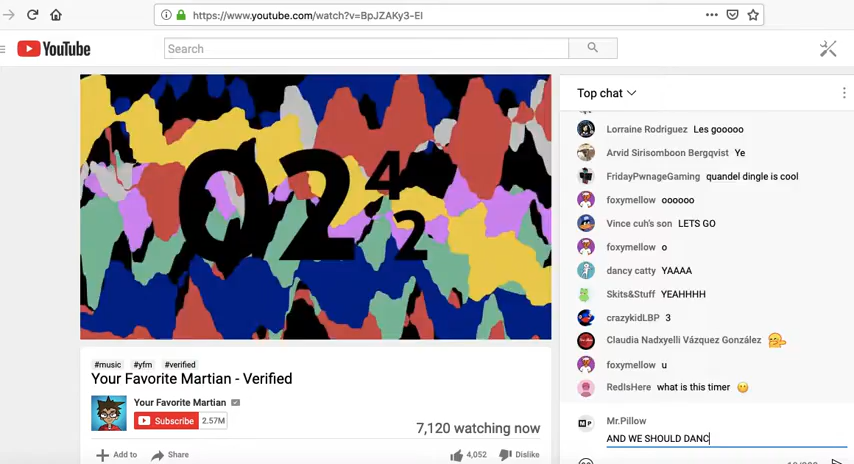 https://www.youtube.com/watch?v=BpJZAKy3-EI
YouTube
Search
024
2
Top chat
Lorraine Rodriguez Les gooooo
Arvid Sirisomboon Bergqvist Ye
FridayPwnageGaming quandel dingle is cool
foxymellow oooooo
Vince cuh's son LETS GO
foxymellow o
dancy catty YAAAA
Skits&Stuff YEAHHHH
crazykidLBP 3
Claudia Nadxyelli Vázquez González
foxymellow u
RedIsHere what is this timer
MP Mr.Pillow
AND WE SHOULD DANC
#music #yfm #verified
Your Favorite Martian - Verified
Your Favorite Martian
Subscribe 2.57M
7,120 watching now
Add to Share 4,052 Dislike